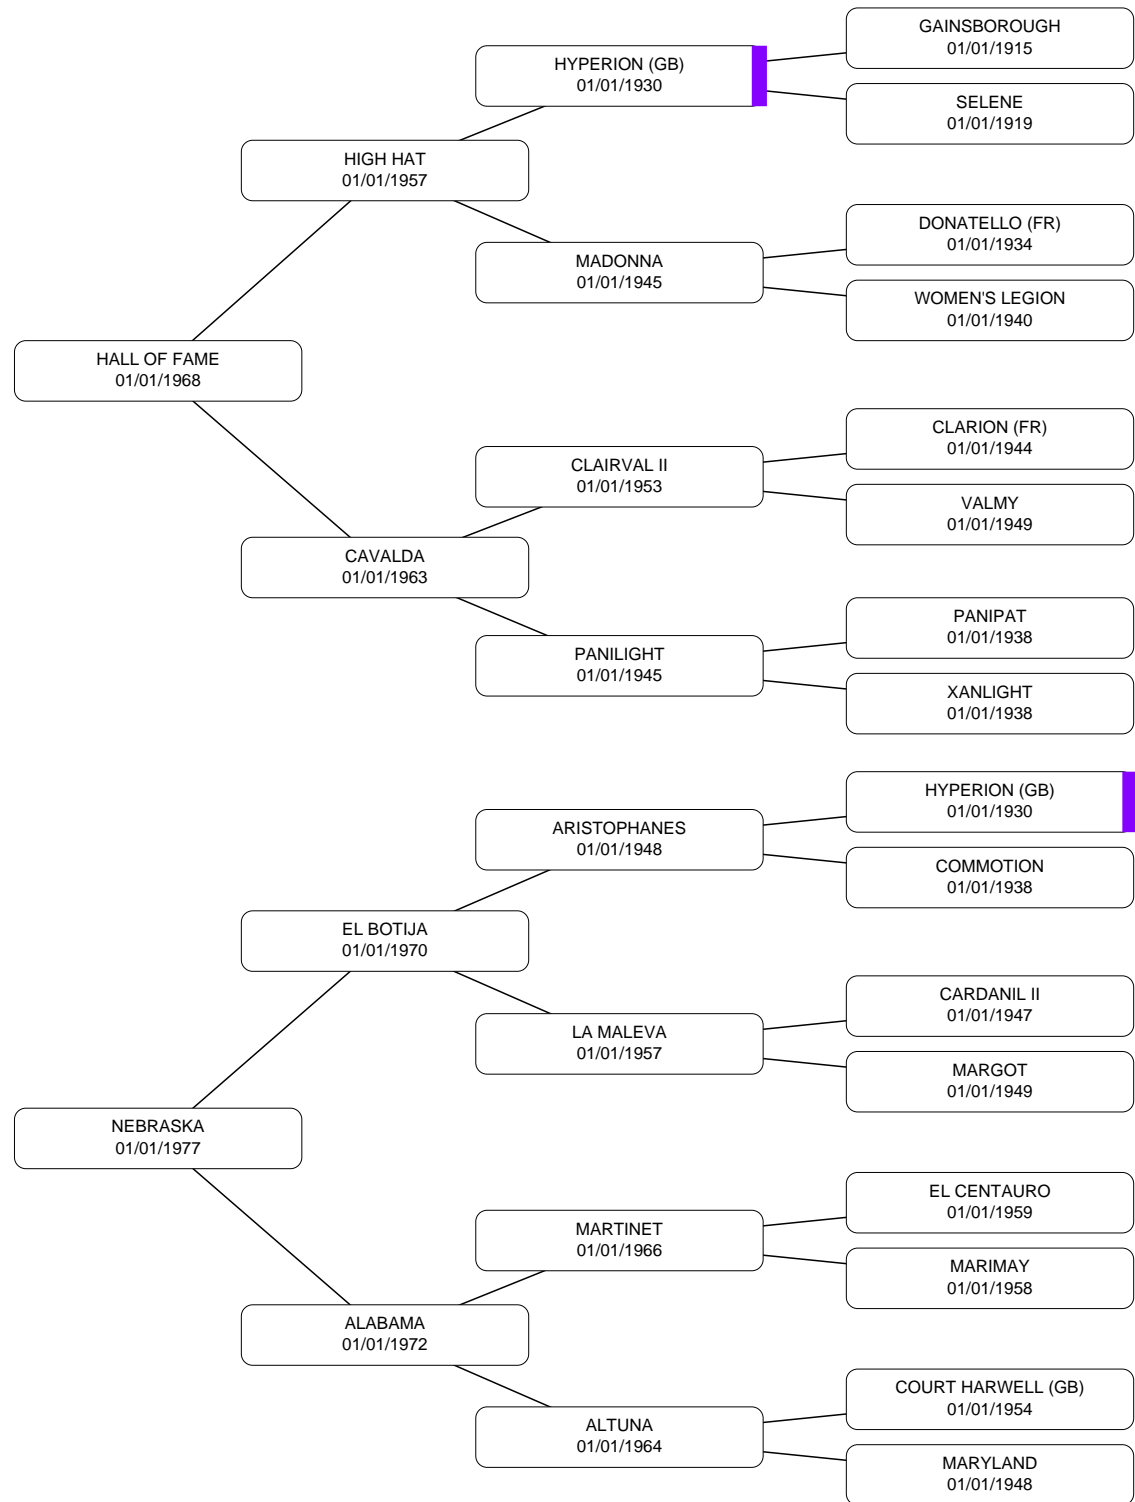 GAINSBOROUGH
01/01/1915
HYPERION (GB)
01/01/1930
SELENE
01/01/1919
HIGH HAT
01/01/1957
DONATELLO (FR)
01/01/1934
MADONNA
01/01/1945
WOMEN'S LEGION
01/01/1940
HALL OF FAME
01/01/1968
CLARION (FR)
01/01/1944
CLAIRVAL II
01/01/1953
VALMY
01/01/1949
CAVALDA
01/01/1963
PANIPAT
01/01/1938
PANILIGHT
01/01/1945
XANLIGHT
01/01/1938
HYPERION (GB)
01/01/1930
ARISTOPHANES
01/01/1948
COMMOTION
01/01/1938
EL BOTIJA
01/01/1970
CARDANIL II
01/01/1947
LA MALEVA
01/01/1957
MARGOT
01/01/1949
NEBRASKA
01/01/1977
EL CENTAURO
01/01/1959
MARTINET
01/01/1966
MARIMAY
01/01/1958
ALABAMA
01/01/1972
COURT HARWELL (GB)
01/01/1954
ALTUNA
01/01/1964
MARYLAND
01/01/1948